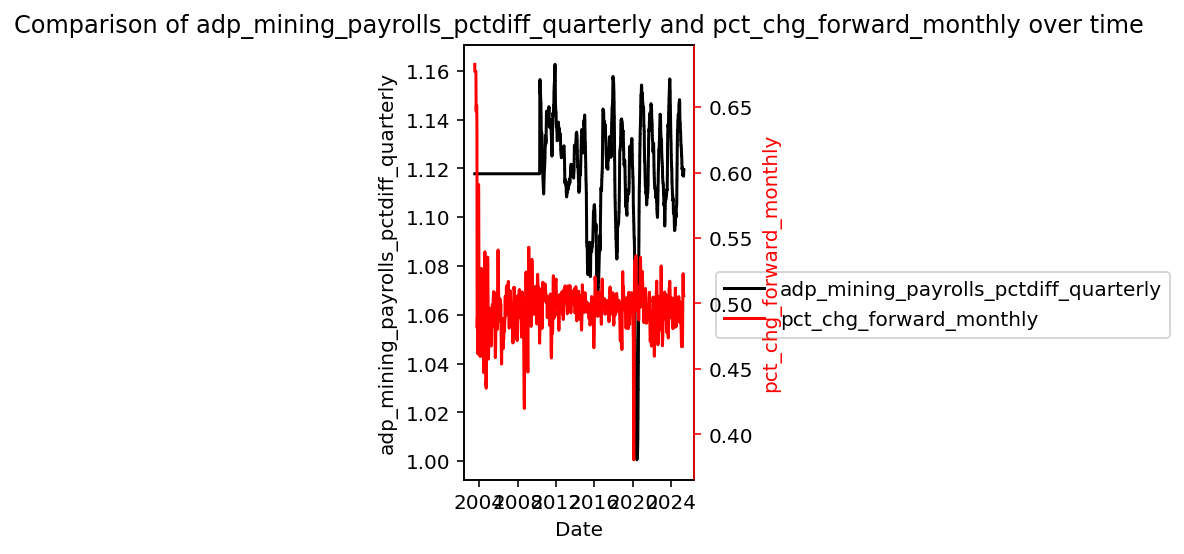 Comparison of adp_mining_payrolls_pctdiff_quarterly and pct_chg_forward_monthly over time
adp_mining_payrolls_pctdiff_quarterly
1.16
1.14
1.12
1.10
1.08
1.06
1.04
1.02
1.00
0.65
0.60
0.55
0.50
0.45
0.40
pct_chg_forward_monthly
adp_mining_payrolls_pctdiff_quarterly
pct_chg_forward_monthly
2004 2008 2012 2016 2020 2024
Date